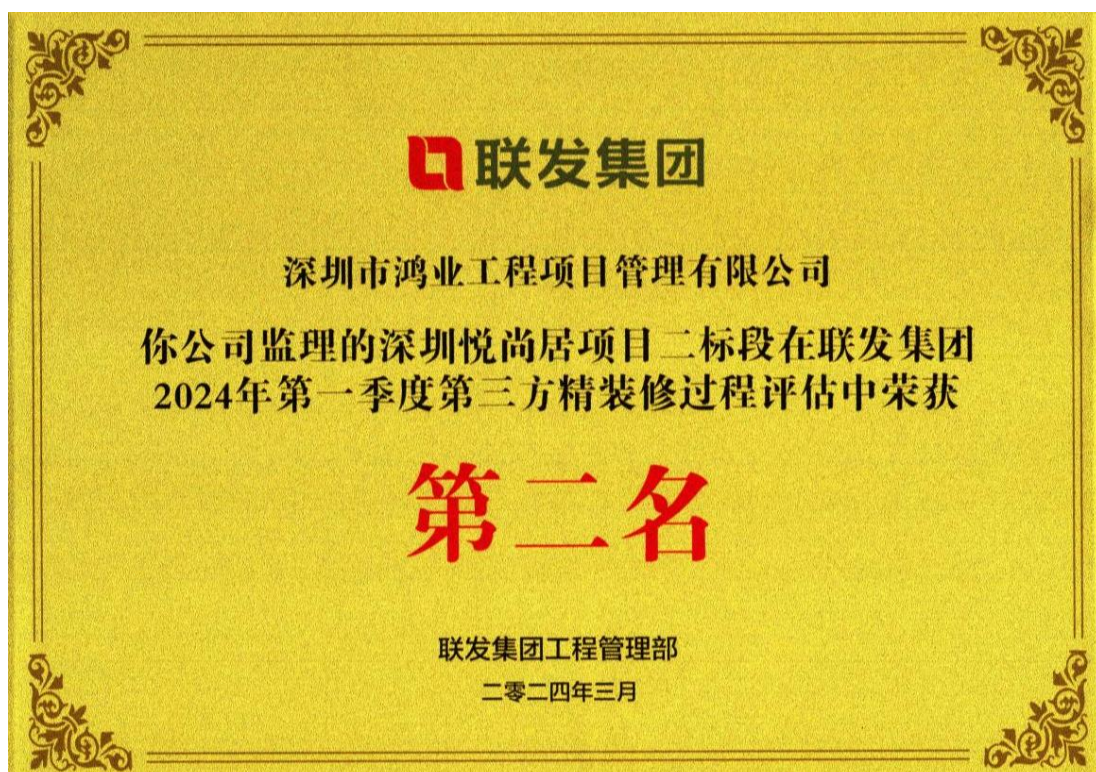 联发集团
深圳市鸿业工程项目管理有限公司
你公司监理的深圳悦尚居项目二标段在联发集团
2024年第一季度第三方精装修过程评估中荣获
第二名
联发集团工程管理部
二零二四年三月